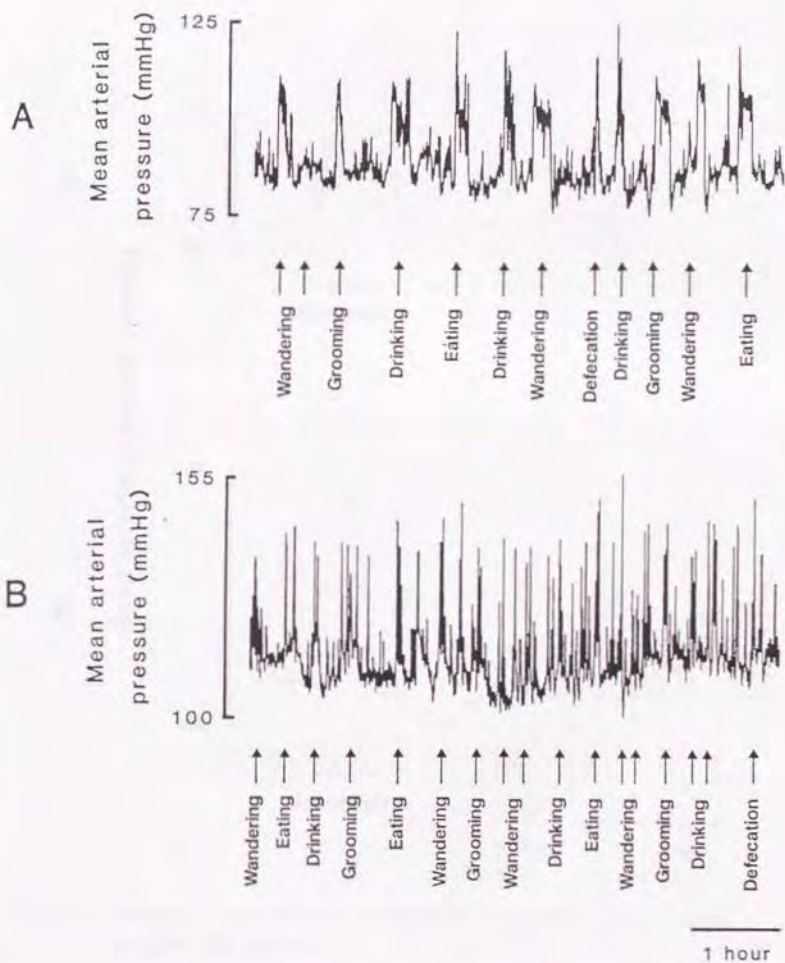 A
Mean arterial
pressure (mmHg)
125
75
Wandering
Grooming
Drinking
Eating
Drinking
Wandering
Defecation
Drinking
Grooming
Wandering
Eating
B
Mean arterial
pressure (mmHg)
155
100
Wandering
Eating
Drinking
Grooming
Eating
Wandering
Grooming
Wandering
Drinking
Eating
Wandering
Grooming
Drinking
Defecation
1 hour